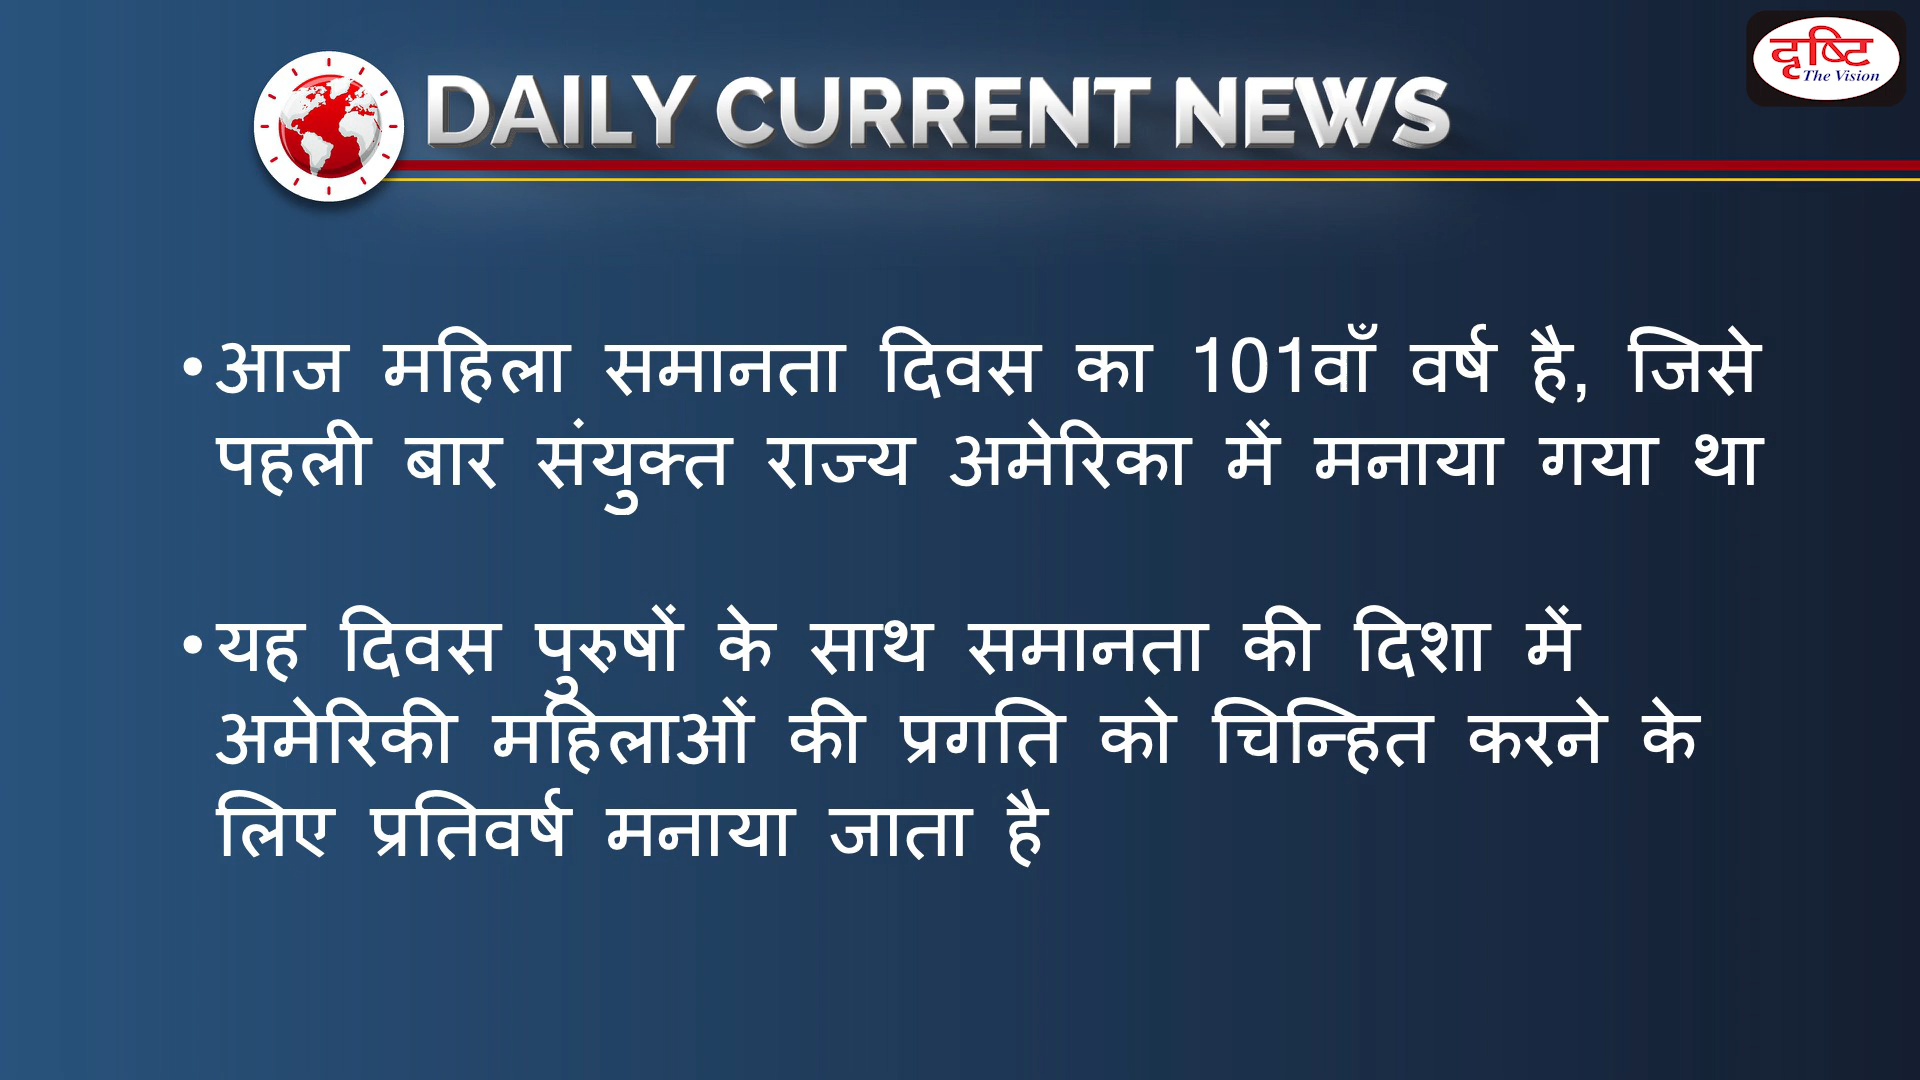 DAILY CURRENT NEWS
दृष्टि
The Vision
•आज महिला समानता दिवस का 101वाँ वर्ष है, जिसे
पहली बार संयुक्त राज्य अमेरिका में मनाया गया था
•यह दिवस पुरुषों के साथ समानता की दिशा में
अमेरिकी महिलाओं की प्रगति को चिन्हित करने के
लिए प्रतिवर्ष मनाया जाता है